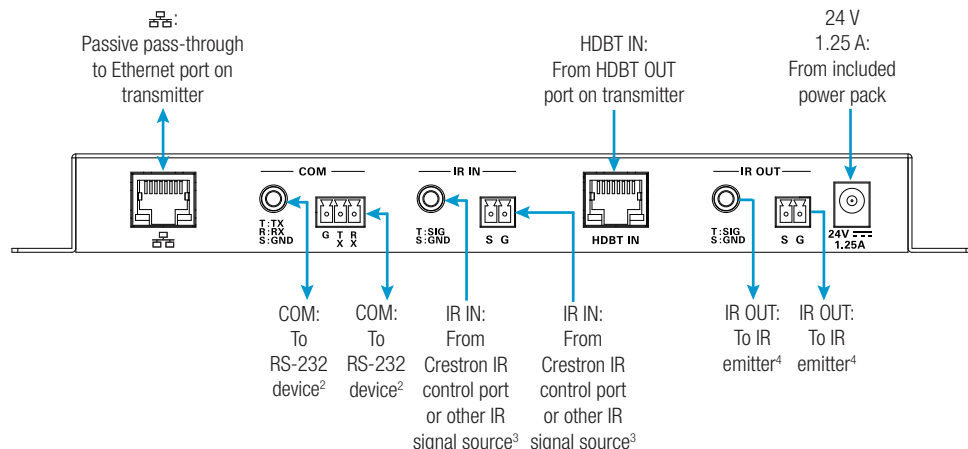 :
Passive pass-through
to Ethernet port on
transmitter
HDBT IN:
From HDBT OUT
port on transmitter
24 V
1.25 A:
From included
power pack
COM
IR IN
IR OUT
T:TX
R:RX
S:GND
G TX RX
T:SIG
S:GND
S G
HDBT IN
T:SIG
S:GND
S G
24V
1.25A
COM:
To
RS-232
device²
COM:
To
RS-232
device²
IR IN:
From
Crestron IR
control port
or other IR
signal source³
IR IN:
From
Crestron IR
control port
or other IR
signal source³
IR OUT:
To IR
emitter⁴
IR OUT:
To IR
emitter⁴